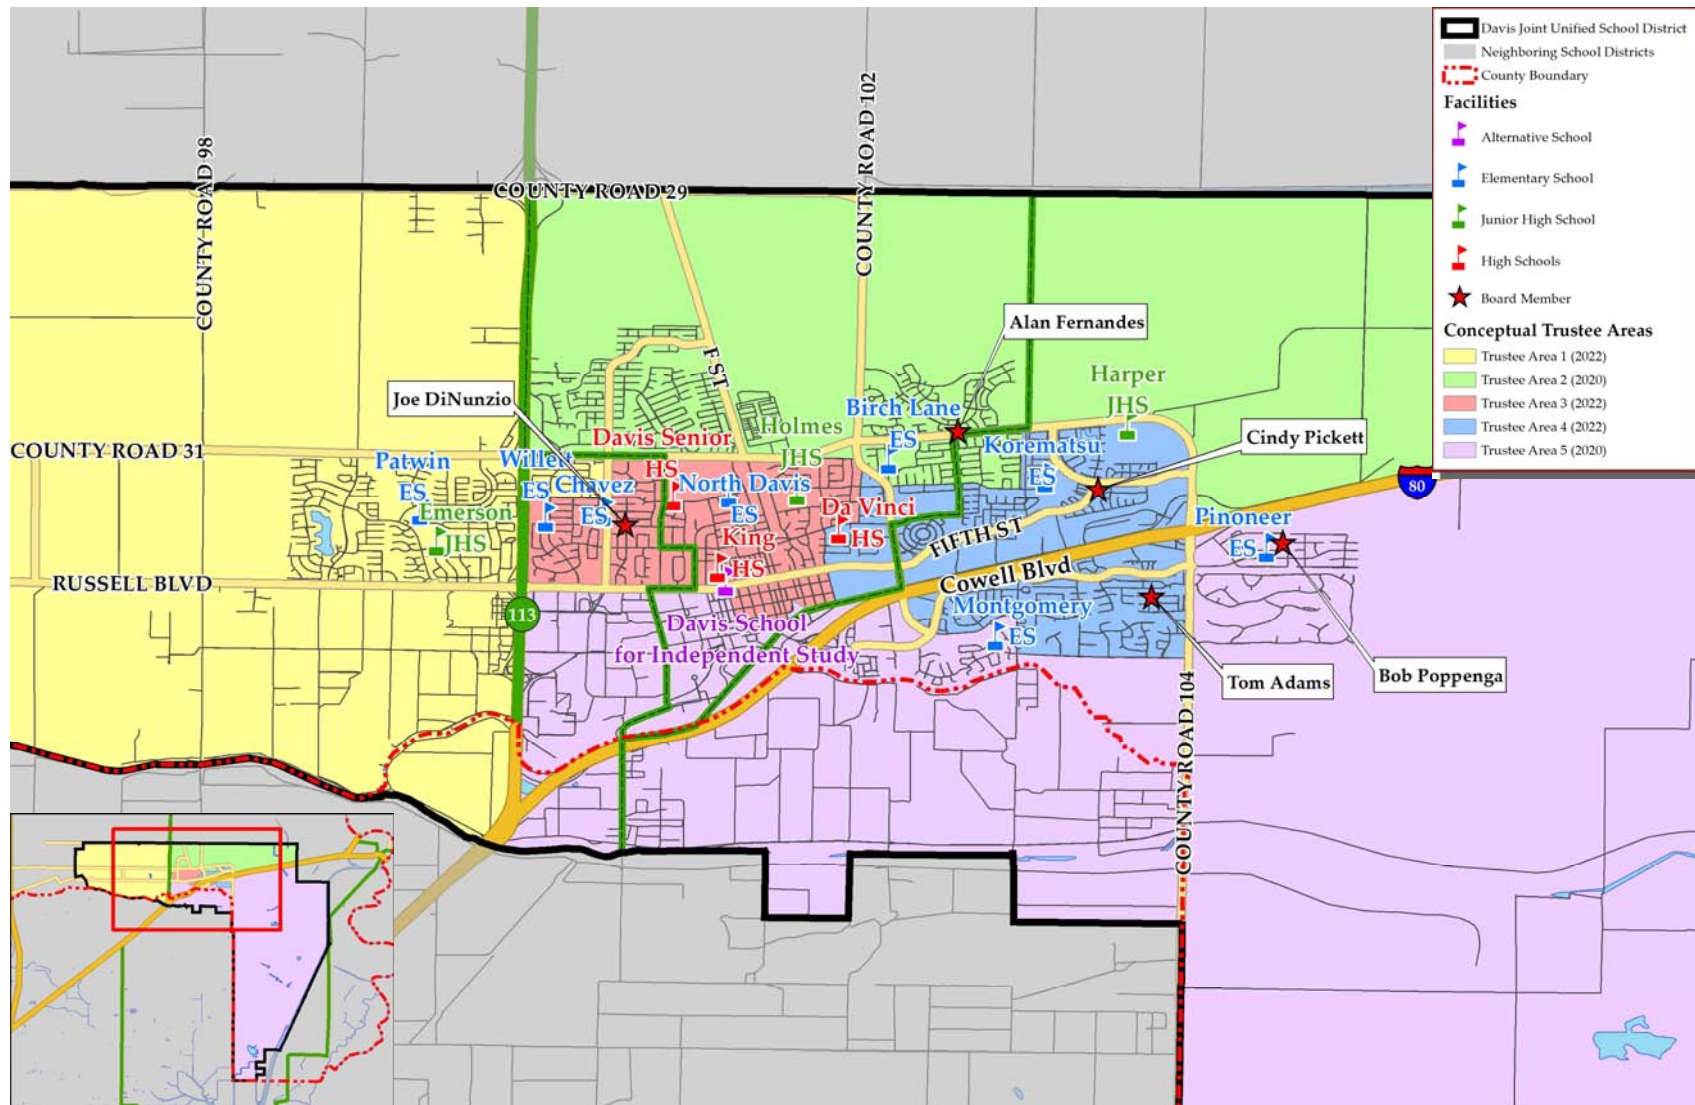 Davis Joint Unified School District
Neighboring School Districts
County Boundary
Facilities
Alternative School
Elementary School
Junior High School
High Schools
Board Member
Conceptual Trustee Areas
Trustee Area 1 (2022)
Trustee Area 2 (2020)
Trustee Area 3 (2022)
Trustee Area 4 (2022)
Trustee Area 5 (2020)
COUNTY ROAD 98
COUNTY ROAD 29
COUNTY ROAD 102
Alan Fernandes
F ST
Joe DiNunzio
Harper
JHS
Birch Lane
ES
Holmes
JHS
Davis Senior
HS
Cindy Pickett
Korematsu
ES
COUNTY ROAD 31
Patwin
ES
Willett
ES
Chavez
ES
North Davis
ES
80
Emerson
JHS
Da Vinci
HS
Pinoneer
ES
King
HS
FIFTH ST
Cowell Blvd
RUSSELL BLVD
113
Montgomery
ES
Davis School
for Independent Study
Tom Adams
Bob Poppenga
COUNTY ROAD 104